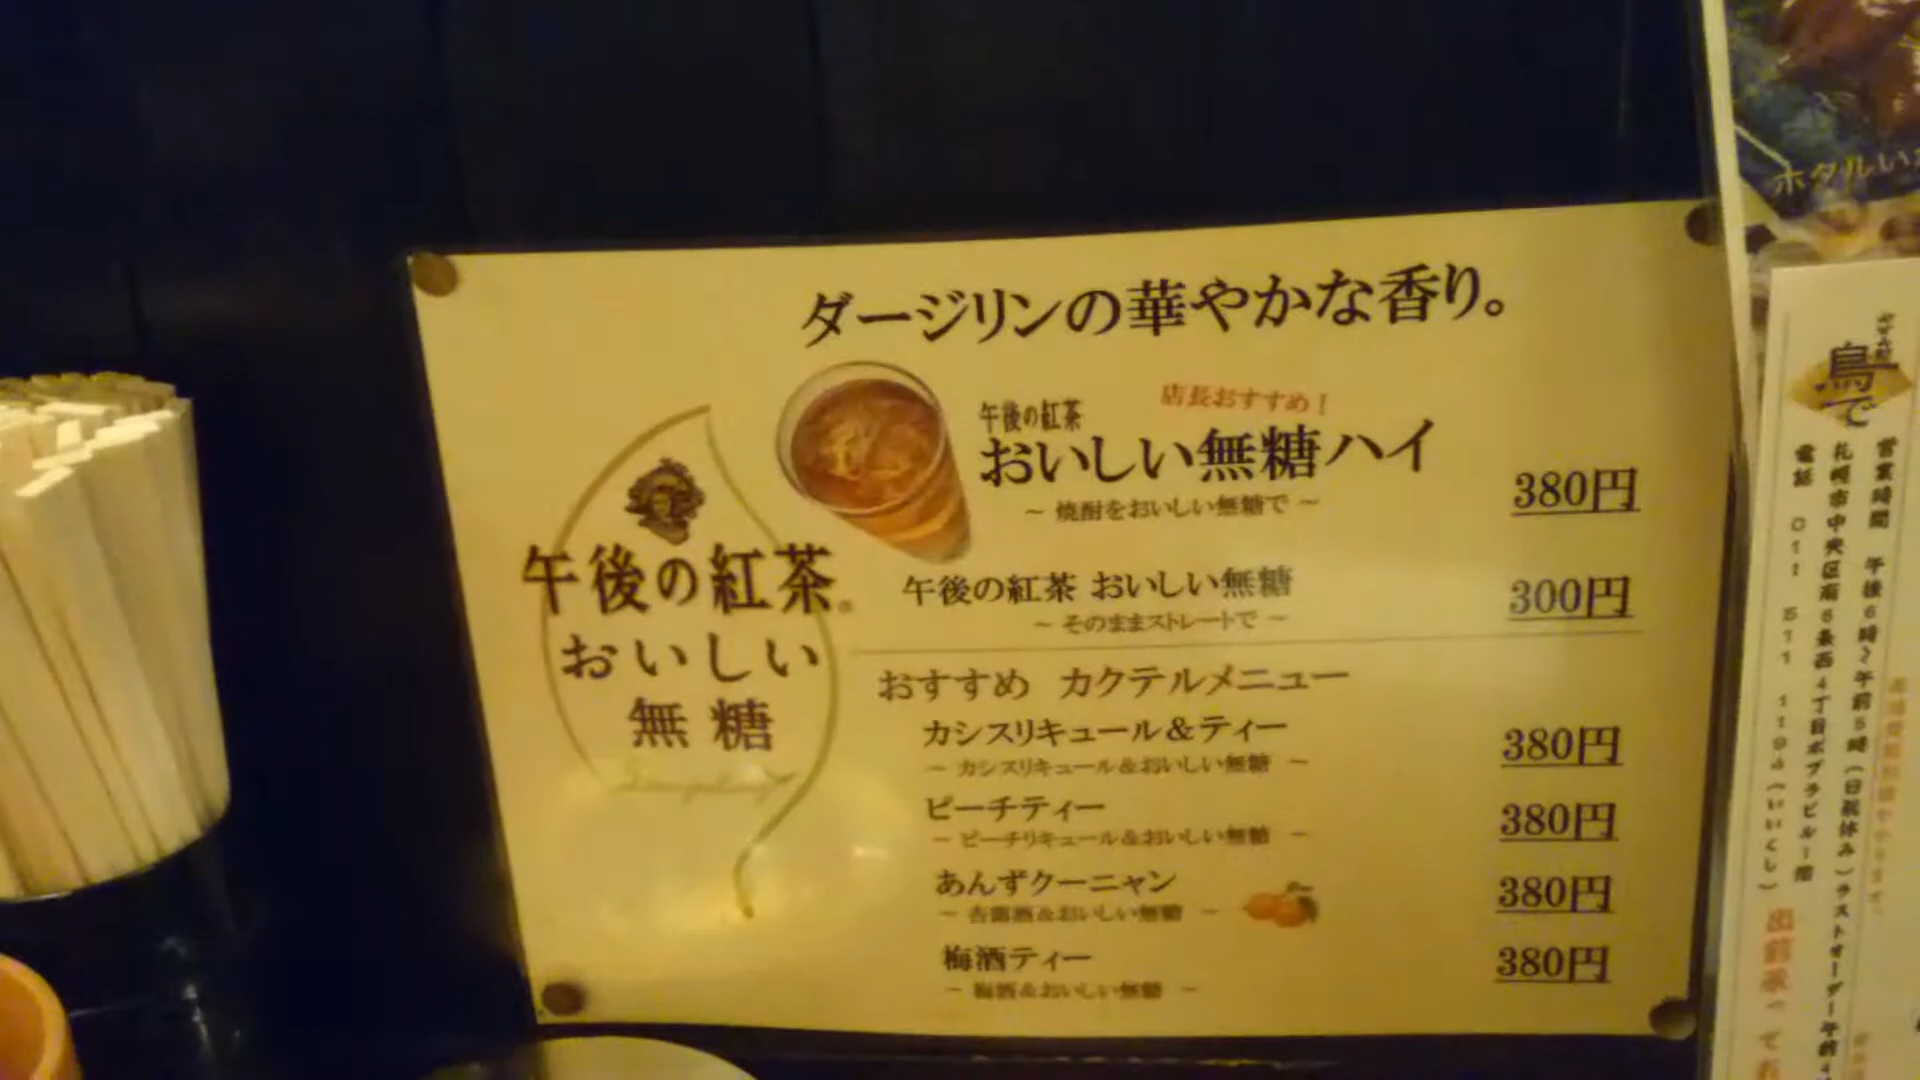 ダージリンの華やかな香り。
店長おすすめ!
午後の紅茶
おいしい無糖ハイ
380円
~ 焼酎をおいしい無糖で ~
午後の紅茶 おいしい無糖
300円
~ そのままストレートで ~
午後の紅茶
おいしい
無糖
おすすめ カクテルメニュー
カシスリキュール&ティー
380円
~ カシスリキュール&おいしい無糖 ~
ピーチティー
380円
~ ピーチリキュール&おいしい無糖 ~
あんずクーニャン
380円
~ 杏露酒&おいしい無糖 ~
梅酒ティー
380円
~ 梅酒&おいしい無糖 ~
ホタルい
鳥で
営業時間 午後6時~午前5時(日祝休み)ラストオーダー午前4
札幌市中央区南6条西4丁目ポプラビル1階
電話 011 511 1194(いいくし)
出前承って